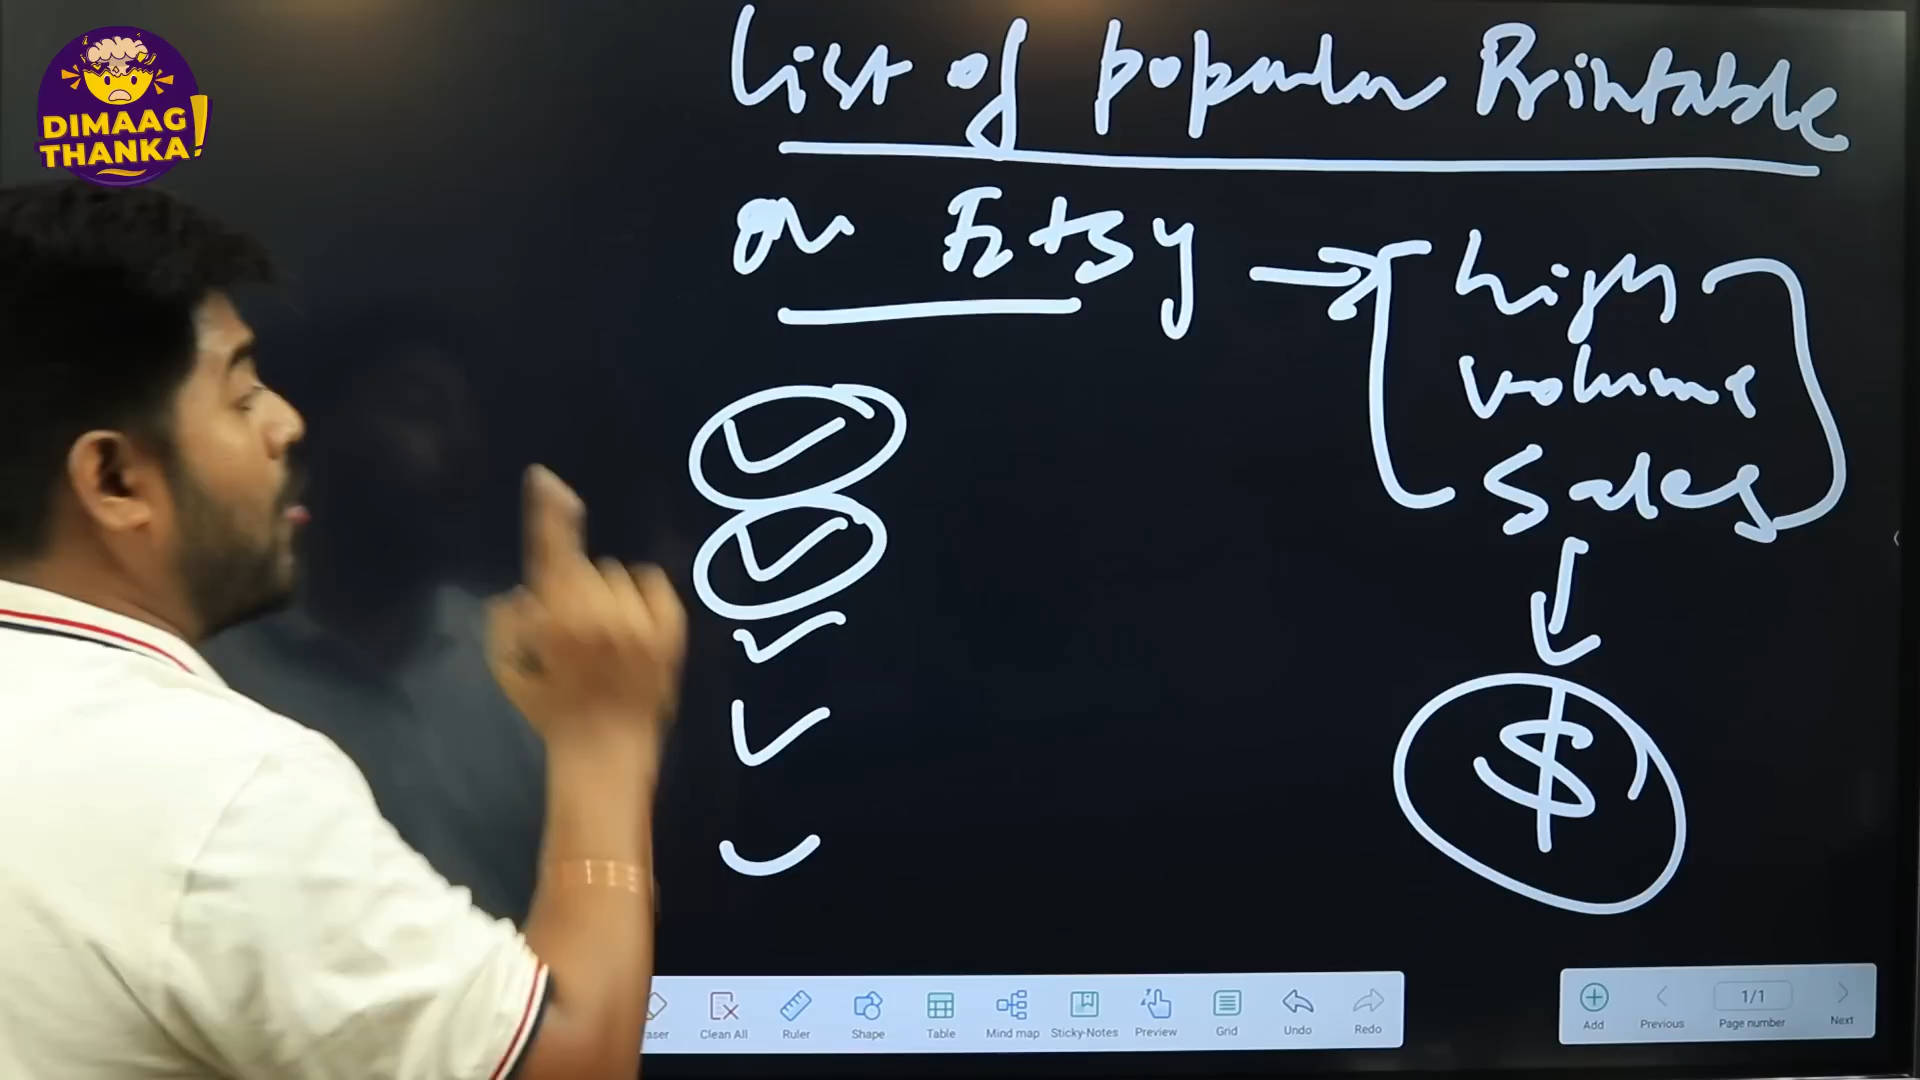 DIMAAG
THANKA!
List of popular Printable
on Etsy → [high
volume
Sales]
$
aser
Clean All
Ruler
Shape
Table
Mind map
Sticky-Notes
Preview
Grid
Undo
Redo
Add
Previous
1/1
Page number
Next